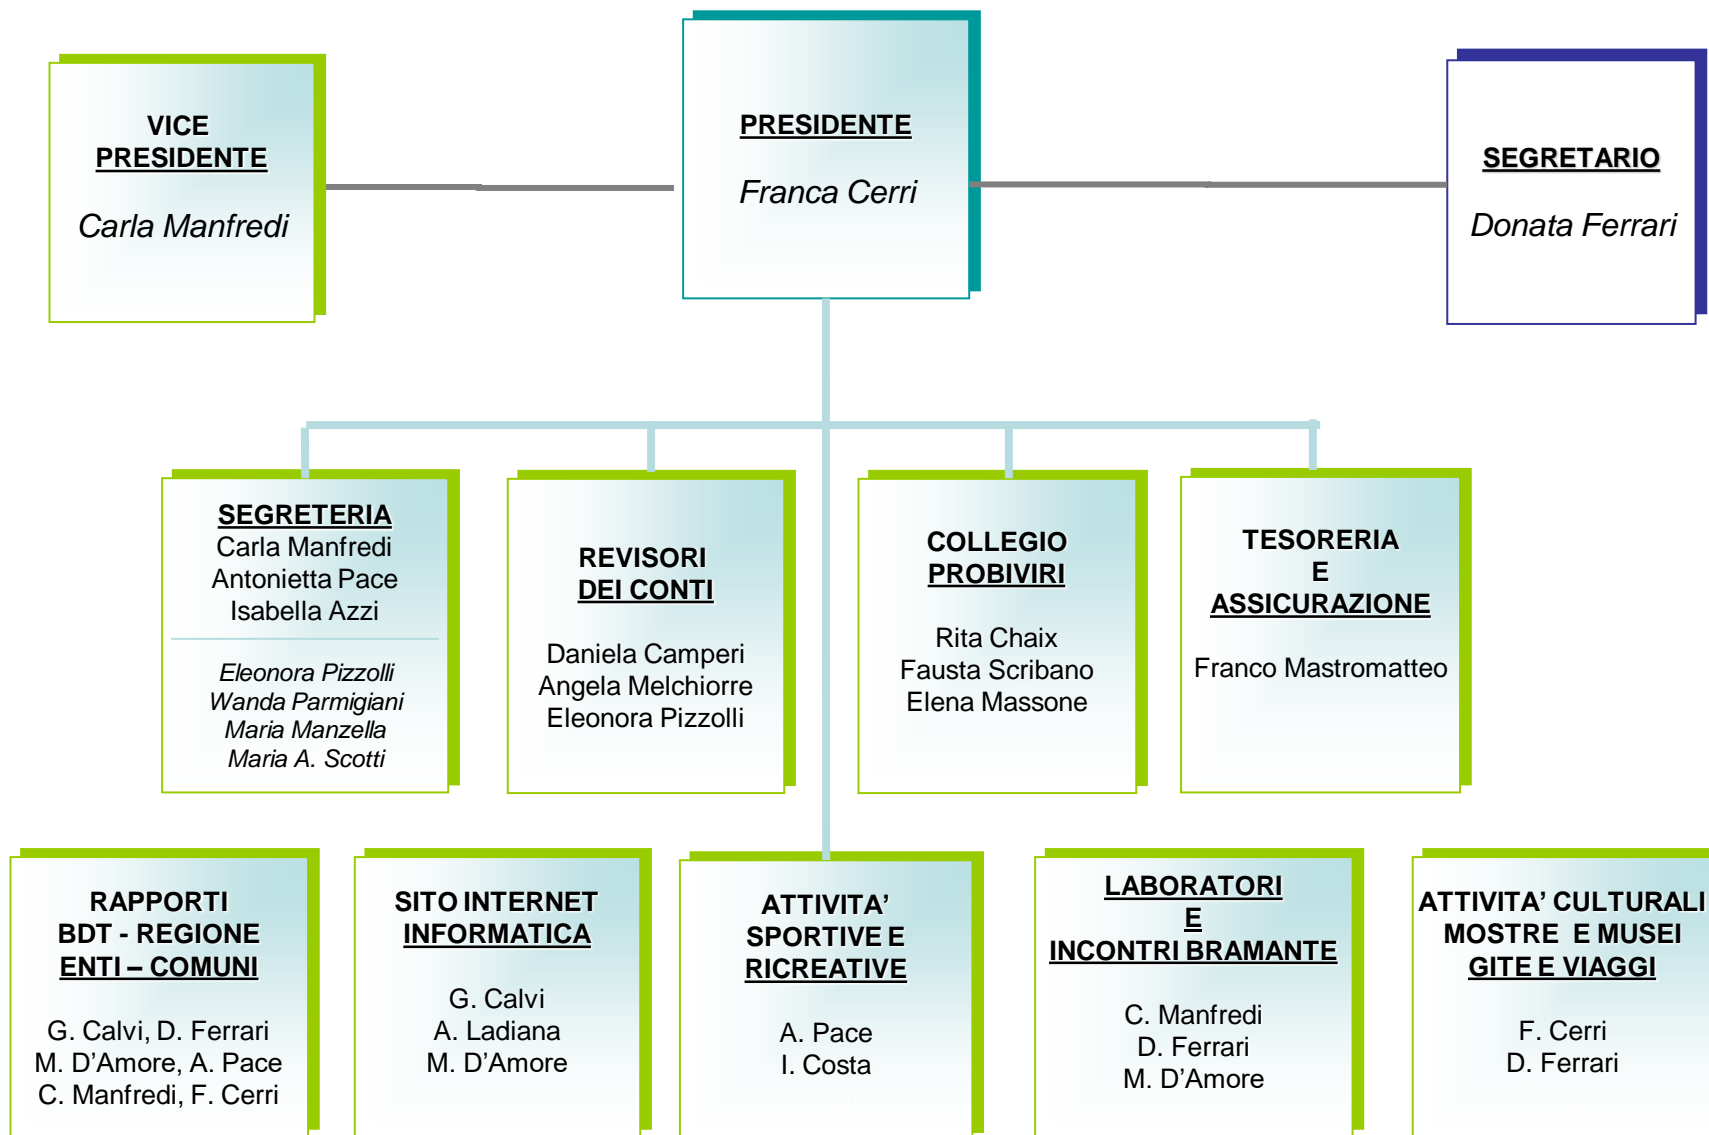 VICE
PRESIDENTE
Carla Manfredi
PRESIDENTE
Franca Cerri
SEGRETARIO
Donata Ferrari
SEGRETERIA
Carla Manfredi
Antonietta Pace
Isabella Azzi
Eleonora Pizzolli
Wanda Parmigiani
Maria Manzella
Maria A. Scotti
REVISORI
DEI CONTI
Daniela Camperi
Angela Melchiorre
Eleonora Pizzolli
COLLEGIO
PROBIVIRI
Rita Chaix
Fausta Scribano
Elena Massone
TESORERIA
E
ASSICURAZIONE
Franco Mastromatteo
RAPPORTI
BDT - REGIONE
ENTI – COMUNI
G. Calvi, D. Ferrari
M. D’Amore, A. Pace
C. Manfredi, F. Cerri
SITO INTERNET
INFORMATICA
G. Calvi
A. Ladiana
M. D’Amore
ATTIVITA’
SPORTIVE E
RICREATIVE
A. Pace
I. Costa
LABORATORI
E
INCONTRI BRAMANTE
C. Manfredi
D. Ferrari
M. D’Amore
ATTIVITA’ CULTURALI
MOSTRE E MUSEI
GITE E VIAGGI
F. Cerri
D. Ferrari